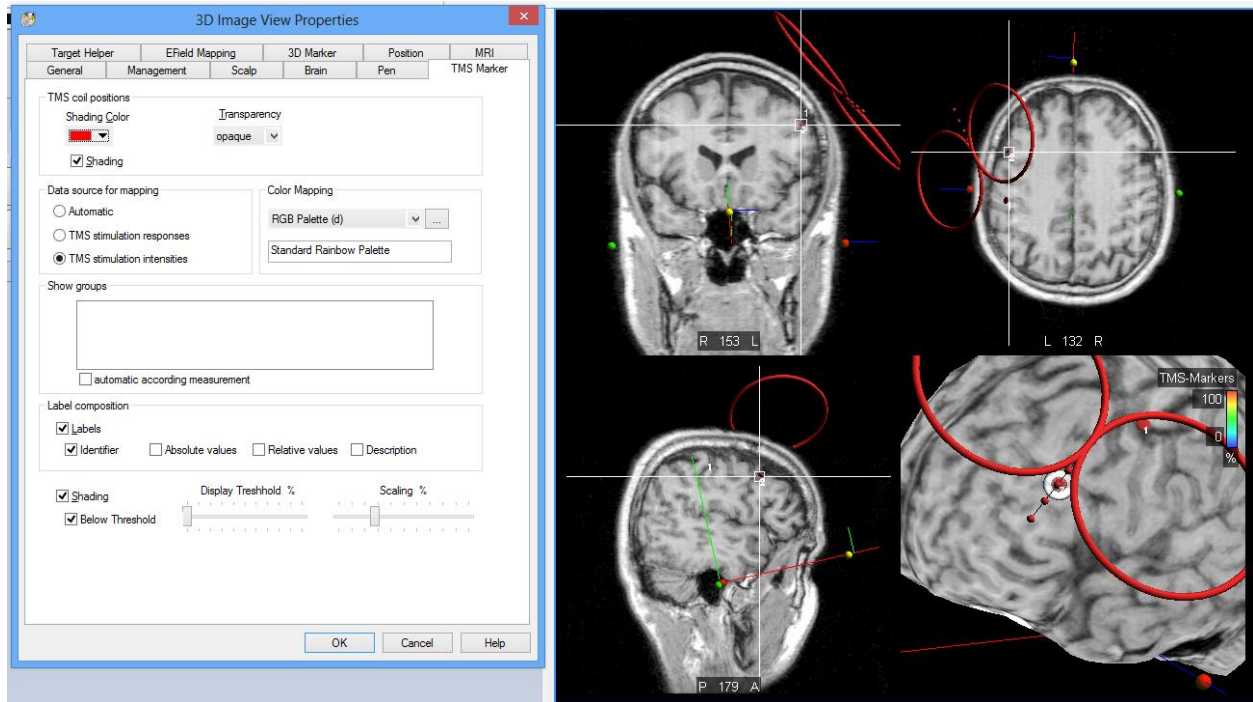 3D Image View Properties
Target Helper EField Mapping 3D Marker Position MRI
General Management Scalp Brain Pen TMS Marker
TMS coil positions
Shading Color Transparency
opaque
Shading
Data source for mapping
Automatic
TMS stimulation responses
TMS stimulation intensities
Color Mapping
RGB Palette (d) ...
Standard Rainbow Palette
Show groups
automatic according measurement
Label composition
Labels
Identifier Absolute values Relative values Description
Shading Display Treshhold % Scaling %
Below Threshold
OK Cancel Help
1
R 153 L
2
L 132 R
1
2
P 179 A
TMS-Markers
100
0
%
1